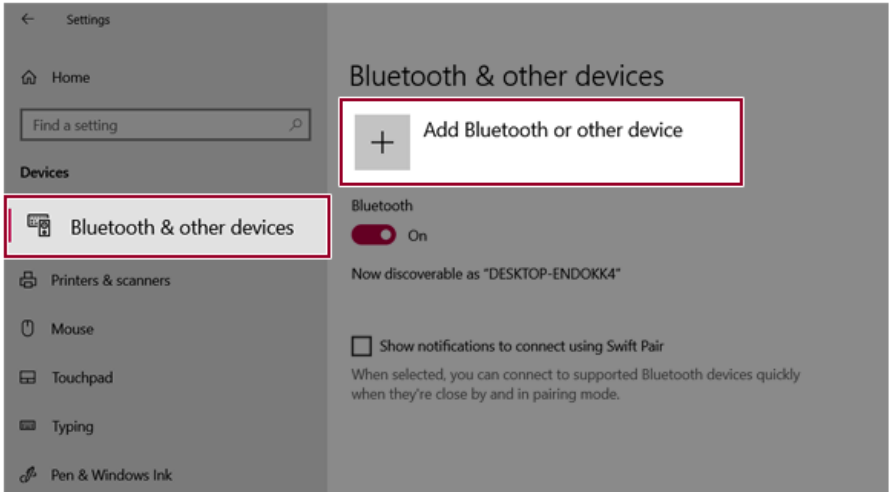 Settings
Home
Find a setting
Devices
Bluetooth & other devices
Printers & scanners
Mouse
Touchpad
Typing
Pen & Windows Ink
Bluetooth & other devices
Add Bluetooth or other device
Bluetooth
On
Now discoverable as “DESKTOP-ENDOKK4”
Show notifications to connect using Swift Pair
When selected, you can connect to supported Bluetooth devices quickly
when they're close by and in pairing mode.